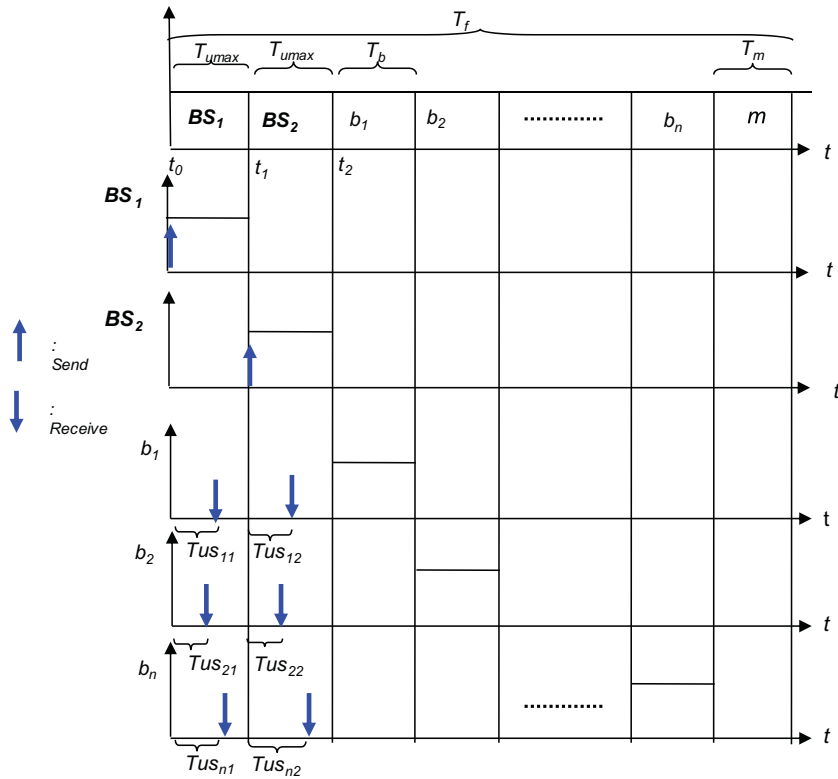 T_f
T_umax T_umax T_b T_m
BS_1 BS_2 b_1 b_2 ............. b_n m
t
t_0 t_1 t_2
BS_1
t
BS_2
: Send
t
: Receive
b_1
t
Tus_11 Tus_12
b_2
t
Tus_21 Tus_22
b_n
.............
t
Tus_n1 Tus_n2